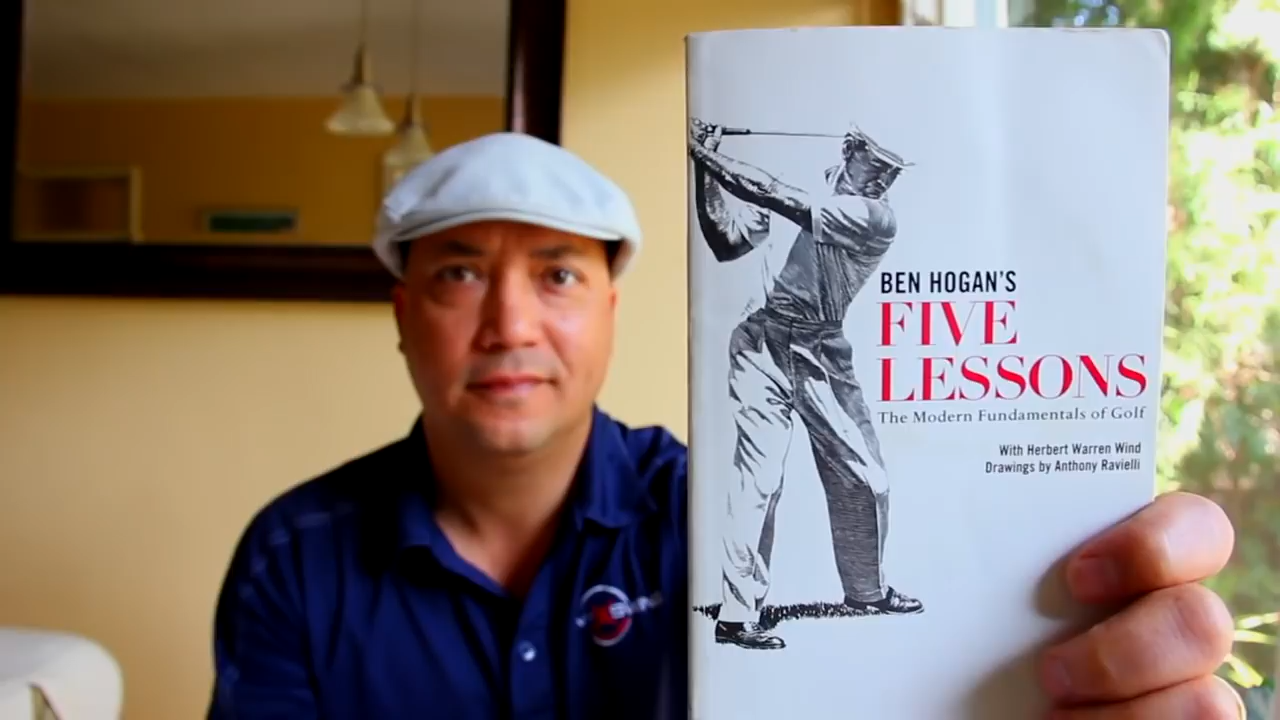 BEN HOGAN'S
FIVE
LESSONS
The Modern Fundamentals of Golf
With Herbert Warren Wind
Drawings by Anthony Ravielli